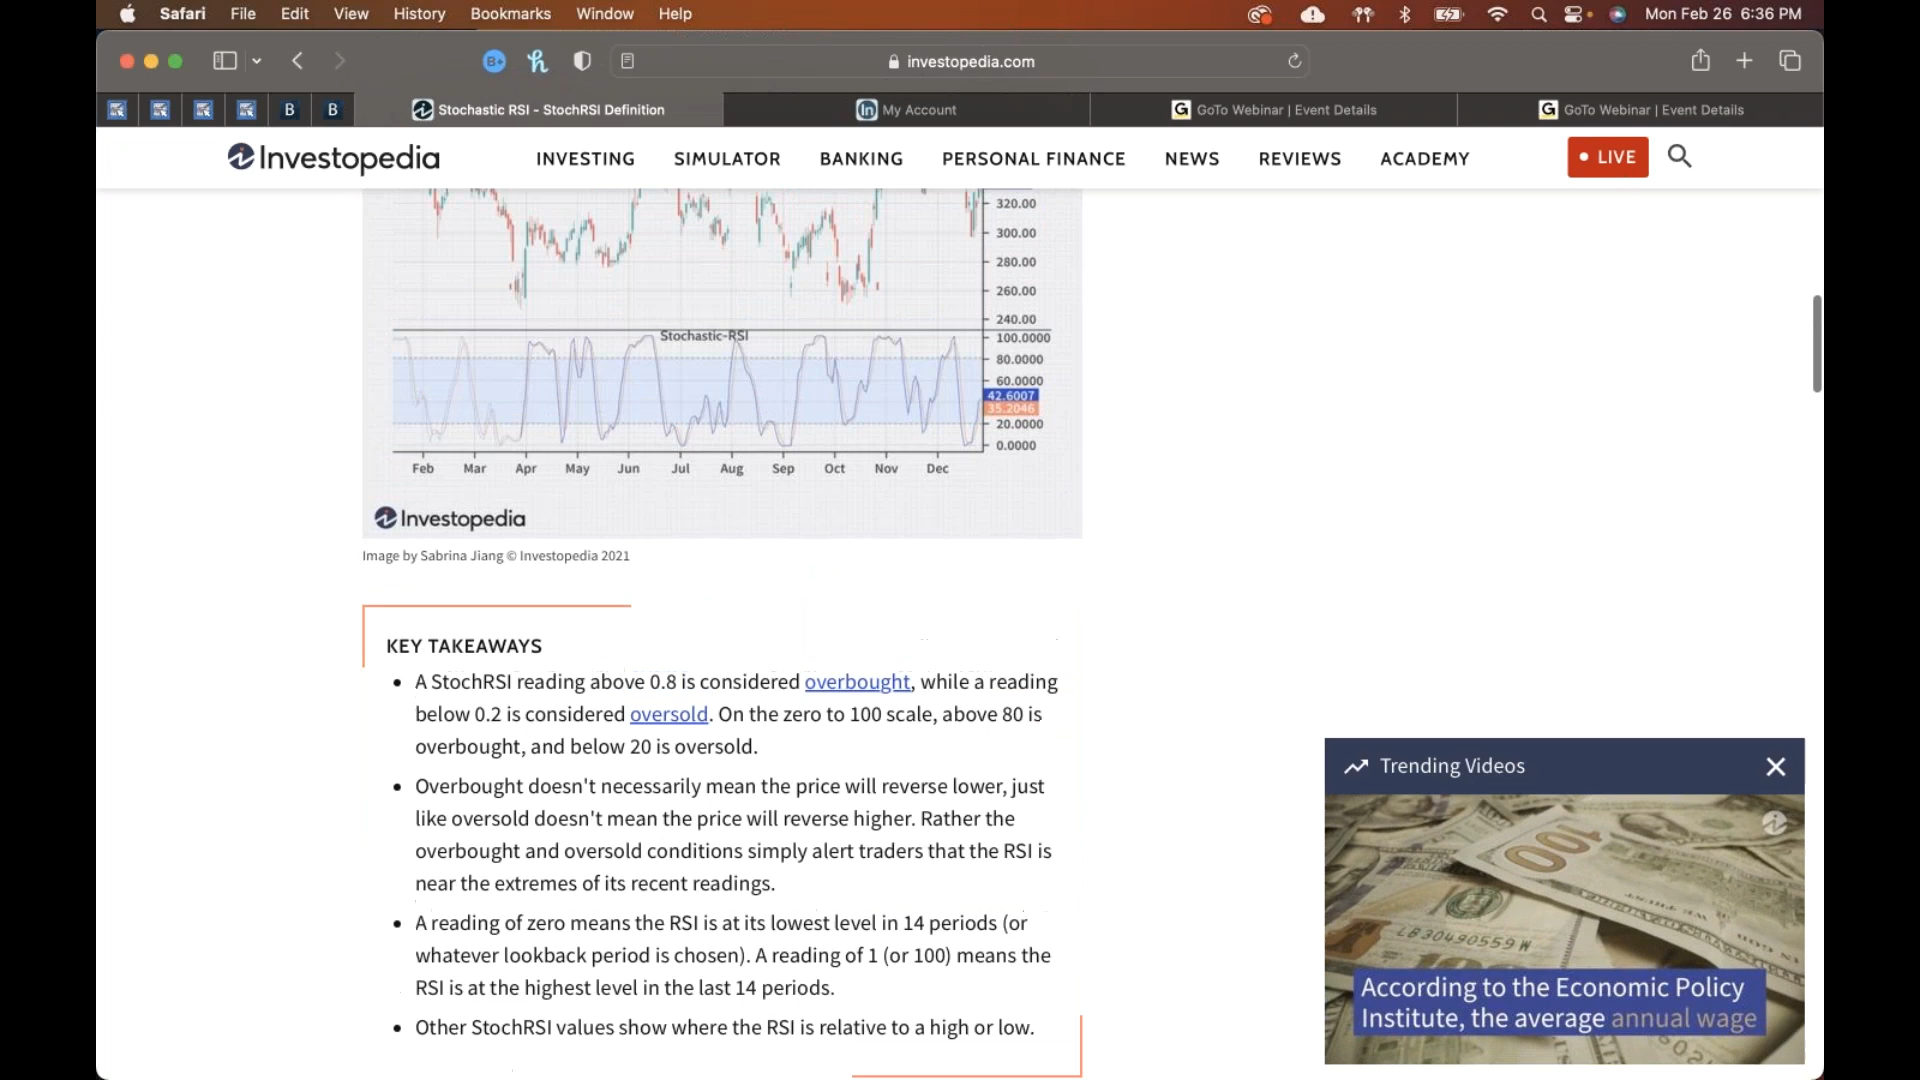 Safari File Edit View History Bookmarks Window Help Mon Feb 26 6:36 PM
investopedia.com
B B Stochastic RSI - StochRSI Definition My Account GoTo Webinar | Event Details GoTo Webinar | Event Details
Investopedia INVESTING SIMULATOR BANKING PERSONAL FINANCE NEWS REVIEWS ACADEMY LIVE
320.00
300.00
280.00
260.00
240.00
Stochastic-RSI 100.0000
80.0000
60.0000
42.6007
35.2046
20.0000
0.0000
Feb Mar Apr May Jun Jul Aug Sep Oct Nov Dec
Investopedia
Image by Sabrina Jiang © Investopedia 2021
KEY TAKEAWAYS
• A StochRSI reading above 0.8 is considered overbought, while a reading
below 0.2 is considered oversold. On the zero to 100 scale, above 80 is
overbought, and below 20 is oversold.
• Overbought doesn't necessarily mean the price will reverse lower, just
like oversold doesn't mean the price will reverse higher. Rather the
overbought and oversold conditions simply alert traders that the RSI is
near the extremes of its recent readings.
• A reading of zero means the RSI is at its lowest level in 14 periods (or
whatever lookback period is chosen). A reading of 1 (or 100) means the
RSI is at the highest level in the last 14 periods.
• Other StochRSI values show where the RSI is relative to a high or low.
Trending Videos
100
LB30490559W
According to the Economic Policy
Institute, the average annual wage